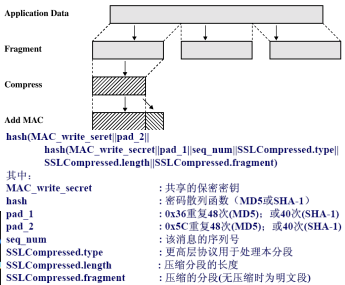 Application Data
Fragment
Compress
Add MAC
hash(MAC_write_seret||pad_2||
hash(MAC_write_secret||pad_1||seq_num||SSLCompressed.type||
SSLCompressed.length||SSLCompressed.fragment)
其中:
MAC_write_secret : 共享的保密密钥
hash : 密码散列函数（MD5或SHA-1）
pad_1 : 0x36重复48次(MD5)；或40次(SHA-1)
pad_2 : 0x5C重复48次(MD5)；或40次(SHA-1)
seq_num : 该消息的序列号
SSLCompressed.type : 更高层协议用于处理本分段
SSLCompressed.length : 压缩分段的长度
SSLCompressed.fragment : 压缩的分段(无压缩时为明文段)